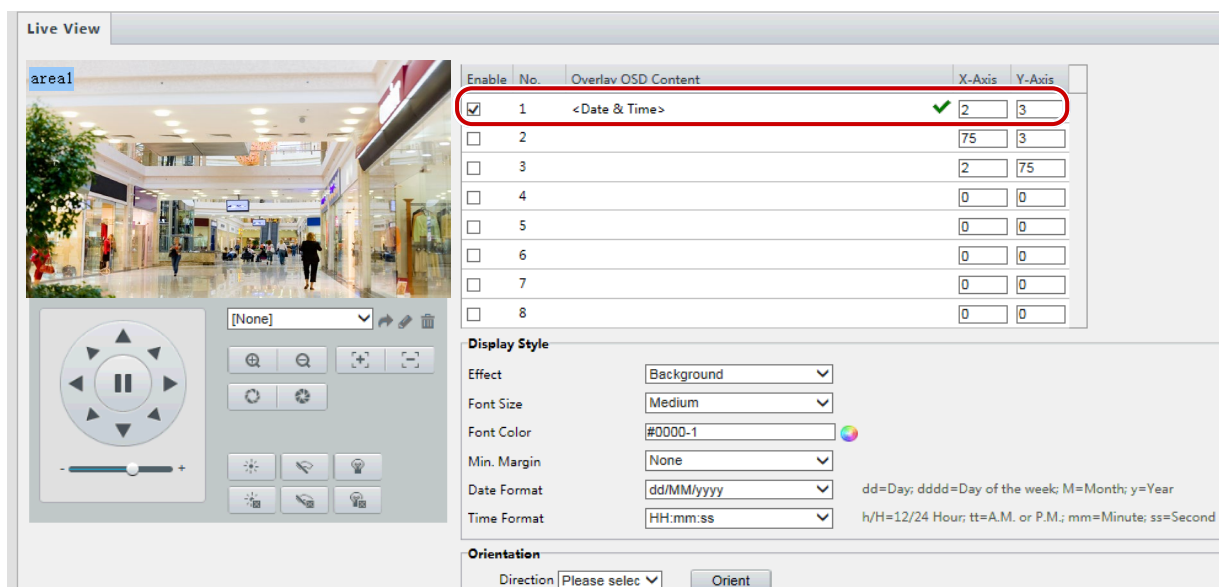 Live View
area1
Enable No. Overlay OSD Content X-Axis Y-Axis
1 <Date & Time> 2 3
2 75 3
3 2 75
4 0 0
5 0 0
6 0 0
7 0 0
8 0 0
[None]
- +
Display Style
Effect Background
Font Size Medium
Font Color #0000-1
Min. Margin None
Date Format dd/MM/yyyy dd=Day; dddd=Day of the week; M=Month; y=Year
Time Format HH:mm:ss h/H=12/24 Hour; tt=A.M. or P.M.; mm=Minute; ss=Second
Orientation
Direction Please selec Orient